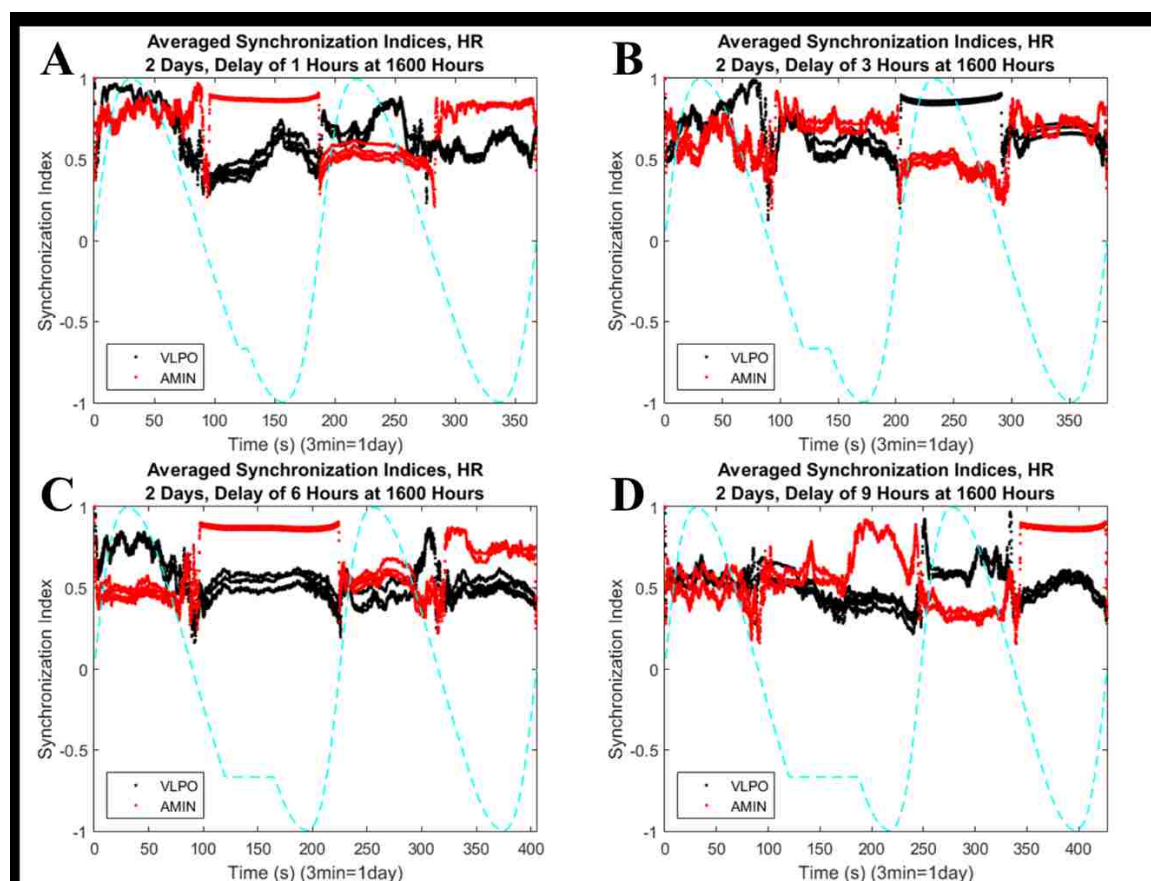 A
Averaged Synchronization Indices, HR
2 Days, Delay of 1 Hours at 1600 Hours
Synchronization Index
1
0.5
0
-0.5
-1
VLPO
AMIN
0 50 100 150 200 250 300 350
Time (s) (3min=1day)
B
Averaged Synchronization Indices, HR
2 Days, Delay of 3 Hours at 1600 Hours
Synchronization Index
1
0.5
0
-0.5
-1
VLPO
AMIN
0 50 100 150 200 250 300 350
Time (s) (3min=1day)
C
Averaged Synchronization Indices, HR
2 Days, Delay of 6 Hours at 1600 Hours
Synchronization Index
1
0.5
0
-0.5
-1
VLPO
AMIN
0 50 100 150 200 250 300 350 400
Time (s) (3min=1day)
D
Averaged Synchronization Indices, HR
2 Days, Delay of 9 Hours at 1600 Hours
Synchronization Index
1
0.5
0
-0.5
-1
VLPO
AMIN
0 50 100 150 200 250 300 350 400
Time (s) (3min=1day)